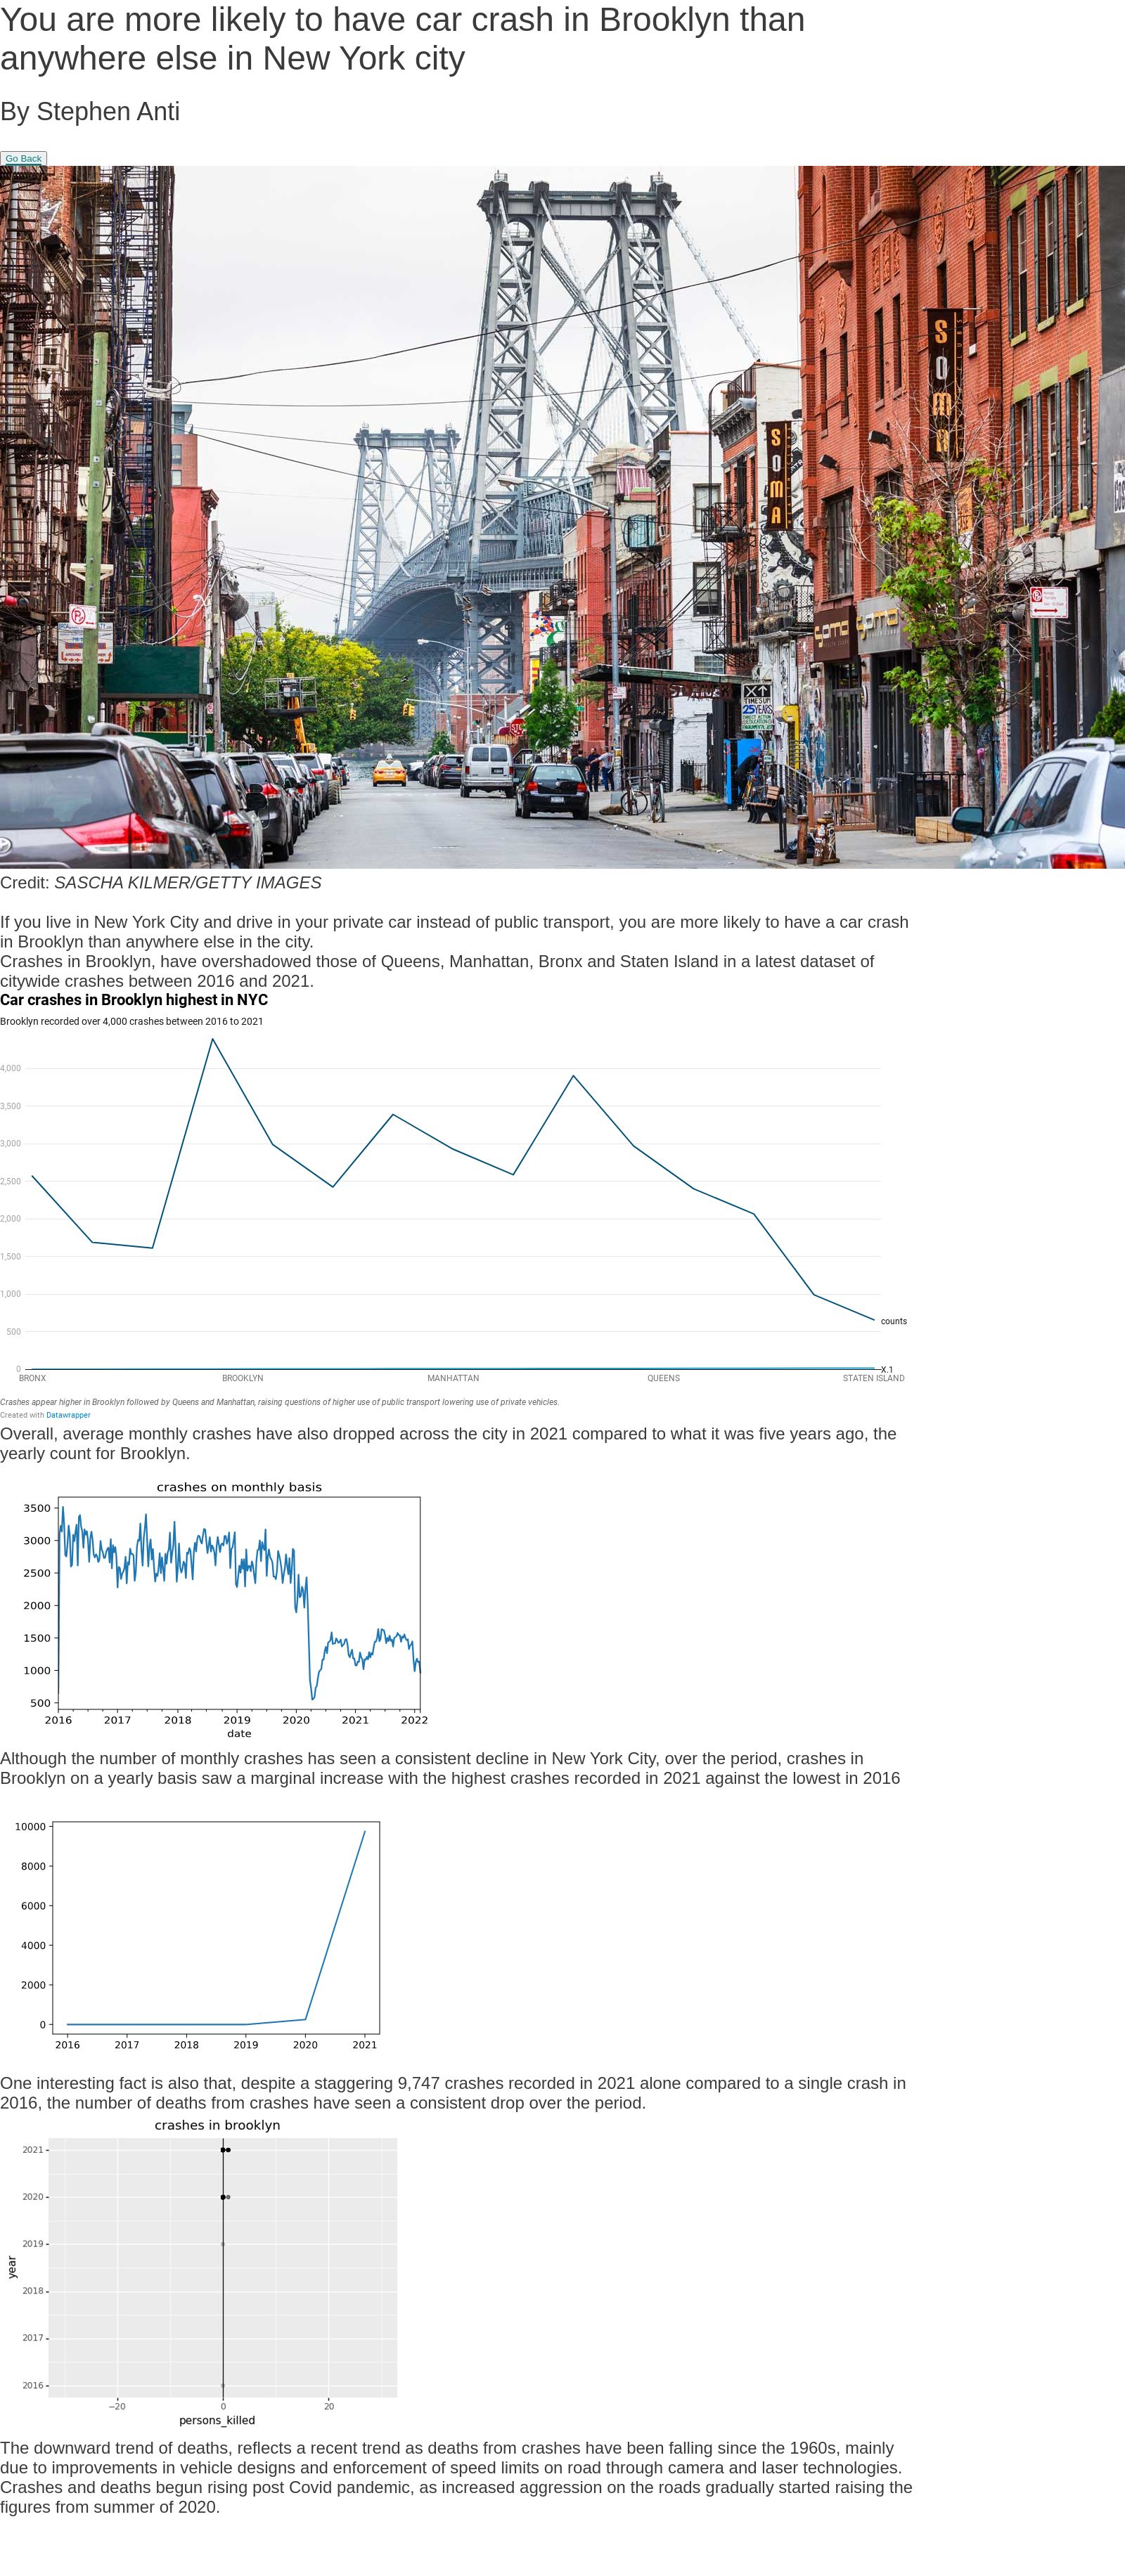 You are more likely to have car crash in Brooklyn than
anywhere else in New York city
By Stephen Anti
Go Back
SOMA
SOMA
soma
soma
TIME'S UP!
25 YEARS
Credit: SASCHA KILMER/GETTY IMAGES
If you live in New York City and drive in your private car instead of public transport, you are more likely to have a car crash
in Brooklyn than anywhere else in the city.
Crashes in Brooklyn, have overshadowed those of Queens, Manhattan, Bronx and Staten Island in a latest dataset of
citywide crashes between 2016 and 2021.
Car crashes in Brooklyn highest in NYC
Brooklyn recorded over 4,000 crashes between 2016 to 2021
4,000
3,500
3,000
2,500
2,000
1,500
1,000
counts
500
0
X.1
BRONX BROOKLYN MANHATTAN QUEENS STATEN ISLAND
Crashes appear higher in Brooklyn followed by Queens and Manhattan, raising questions of higher use of public transport lowering use of private vehicles.
Created with Datawrapper
Overall, average monthly crashes have also dropped across the city in 2021 compared to what it was five years ago, the
yearly count for Brooklyn.
crashes on monthly basis
3500
3000
2500
2000
1500
1000
500
2016 2017 2018 2019 2020 2021 2022
date
Although the number of monthly crashes has seen a consistent decline in New York City, over the period, crashes in
Brooklyn on a yearly basis saw a marginal increase with the highest crashes recorded in 2021 against the lowest in 2016
10000
8000
6000
4000
2000
0
2016 2017 2018 2019 2020 2021
One interesting fact is also that, despite a staggering 9,747 crashes recorded in 2021 alone compared to a single crash in
2016, the number of deaths from crashes have seen a consistent drop over the period.
crashes in brooklyn
2021
2020
2019
year
2018
2017
2016
−20 0 20
persons_killed
The downward trend of deaths, reflects a recent trend as deaths from crashes have been falling since the 1960s, mainly
due to improvements in vehicle designs and enforcement of speed limits on road through camera and laser technologies.
Crashes and deaths begun rising post Covid pandemic, as increased aggression on the roads gradually started raising the
figures from summer of 2020.